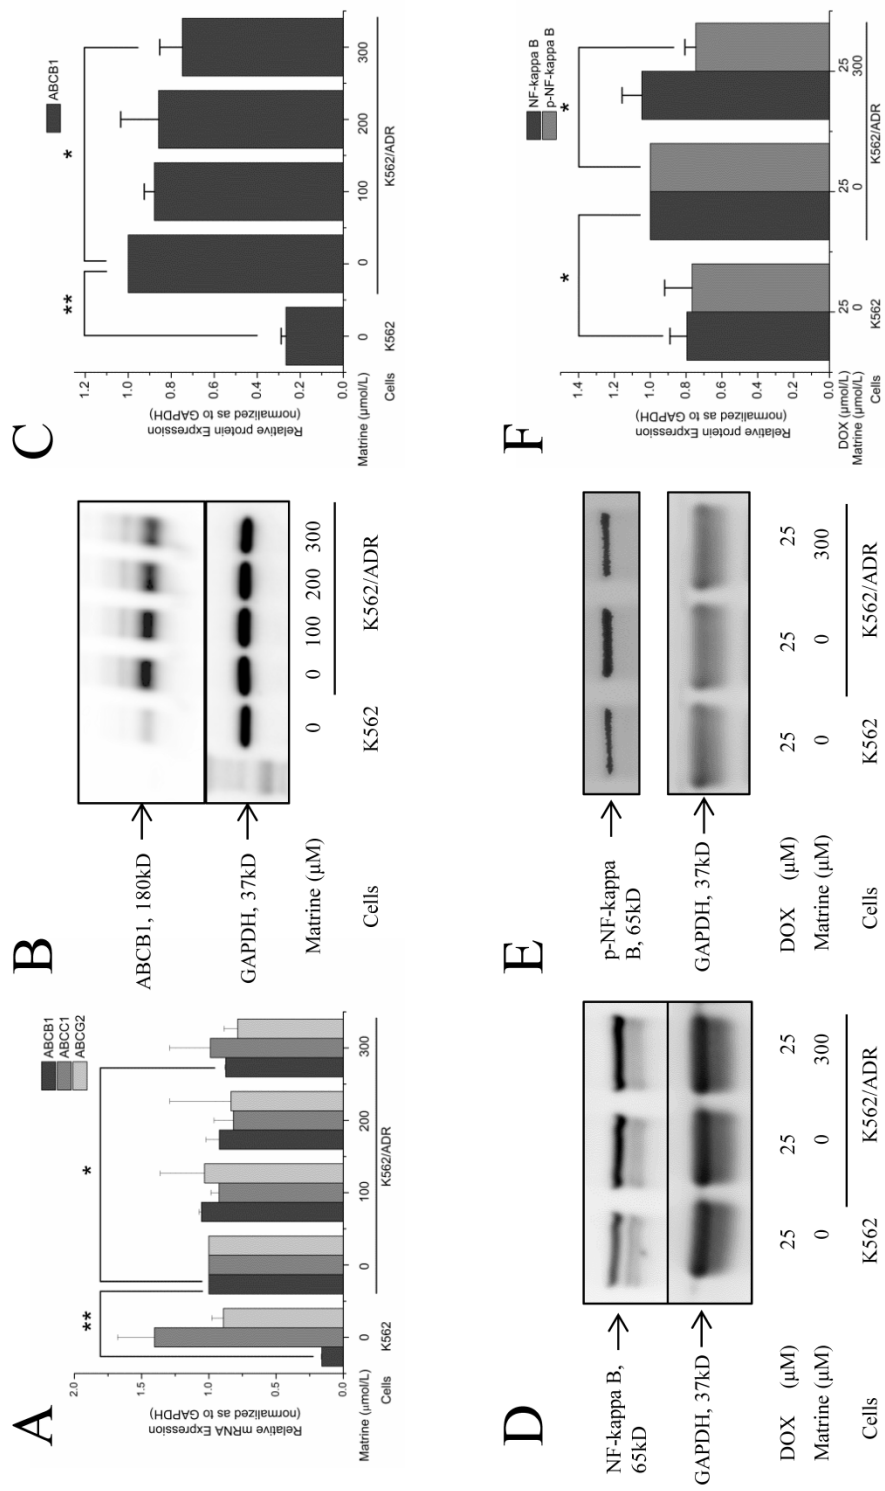 A
ABCB1
ABCC1
ABCG2
Relative mRNA Expression
(normalized as to GAPDH)
2.0
1.5
1.0
0.5
0.0
**
*
Matrine (μmol/L) 0 0 100 200 300
Cells K562 K562/ADR
B
ABCB1, 180kD
GAPDH, 37kD
Matrine (μM) 0 0 100 200 300
Cells K562 K562/ADR
C
ABCB1
Relative protein Expression
(normalized as to GAPDH)
1.2
1.0
0.8
0.6
0.4
0.2
0.0
**
*
Matrine (μmol/L) 0 0 100 200 300
Cells K562 K562/ADR
D
NF-kappa B,
65kD
GAPDH, 37kD
DOX (μM) 25 25 25
Matrine (μM) 0 0 300
Cells K562 K562/ADR
E
p-NF-kappa
B, 65kD
GAPDH, 37kD
DOX (μM) 25 25 25
Matrine (μM) 0 0 300
Cells K562 K562/ADR
F
NF-kappa B
p-NF-kappa B
Relative protein Expression
(normalized as to GAPDH)
1.4
1.2
1.0
0.8
0.6
0.4
0.2
0.0
*
*
DOX (μmol/L) 25 25 25
Matrine (μmol/L) 0 0 300
Cells K562 K562/ADR